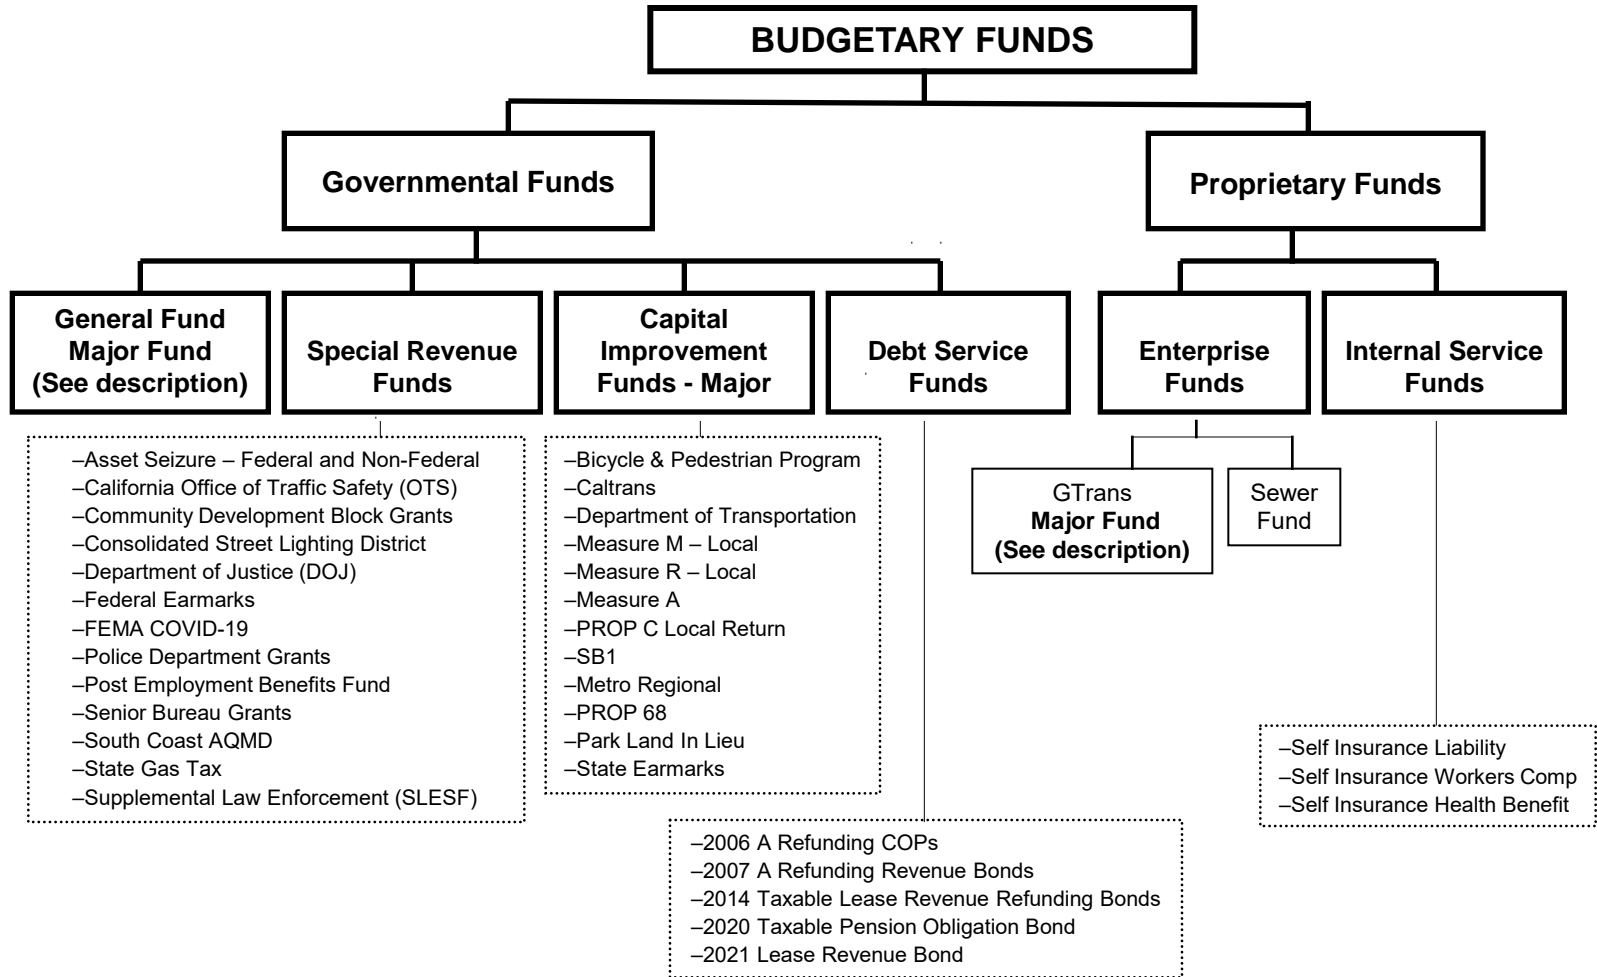 BUDGETARY FUNDS
Governmental Funds
Proprietary Funds
General Fund
Major Fund
(See description)
Special Revenue
Funds
Capital
Improvement
Funds - Major
Debt Service
Funds
Enterprise
Funds
Internal Service
Funds
–Asset Seizure – Federal and Non-Federal
–California Office of Traffic Safety (OTS)
–Community Development Block Grants
–Consolidated Street Lighting District
–Department of Justice (DOJ)
–Federal Earmarks
–FEMA COVID-19
–Police Department Grants
–Post Employment Benefits Fund
–Senior Bureau Grants
–South Coast AQMD
–State Gas Tax
–Supplemental Law Enforcement (SLESF)
–Bicycle & Pedestrian Program
–Caltrans
–Department of Transportation
–Measure M – Local
–Measure R – Local
–Measure A
–PROP C Local Return
–SB1
–Metro Regional
–PROP 68
–Park Land In Lieu
–State Earmarks
–2006 A Refunding COPs
–2007 A Refunding Revenue Bonds
–2014 Taxable Lease Revenue Refunding Bonds
–2020 Taxable Pension Obligation Bond
–2021 Lease Revenue Bond
GTrans
Major Fund
(See description)
Sewer
Fund
–Self Insurance Liability
–Self Insurance Workers Comp
–Self Insurance Health Benefit